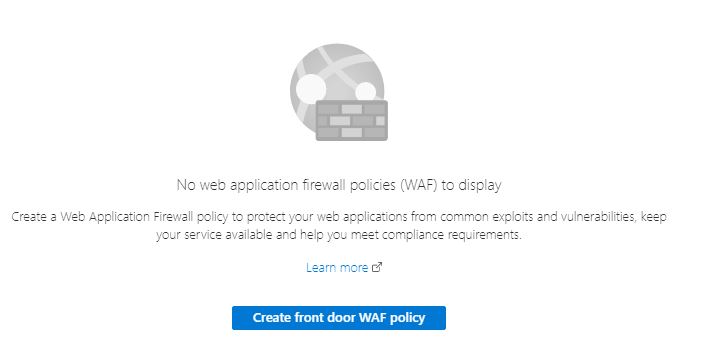 No web application firewall policies (WAF) to display
Create a Web Application Firewall policy to protect your web applications from common exploits and vulnerabilities, keep
your service available and help you meet compliance requirements.
Learn more
Create front door WAF policy